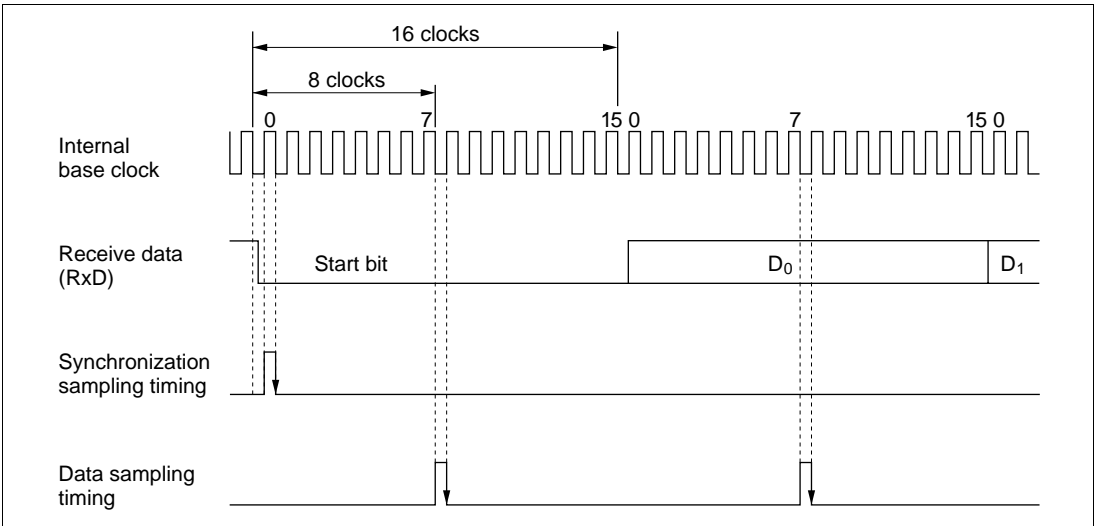 16 clocks
8 clocks
0 7 15 0 7 15 0
Internal
base clock
Receive data
(RxD)
Start bit D₀ D₁
Synchronization
sampling timing
Data sampling
timing